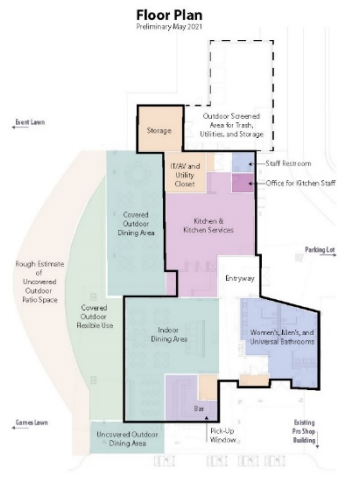 Floor Plan
Preliminary May 2021
Outdoor Screened
Area for Trash,
Utilities, and Storage
Event Lawn
Storage
IT/AV and
Utility
Closet
Staff Restroom
Office for Kitchen Staff
Covered
Outdoor
Dining Area
Kitchen &
Kitchen Services
Parking Lot
Rough Estimate
of
Uncovered
Outdoor
Patio Space
Entryway
Covered
Outdoor
Flexible Use
Indoor
Dining Area
Women's, Men's, and
Universal Bathrooms
Bar
Games Lawn
Uncovered Outdoor
Dining Area
Pick-Up
Window
Existing
Pro Shop
Building